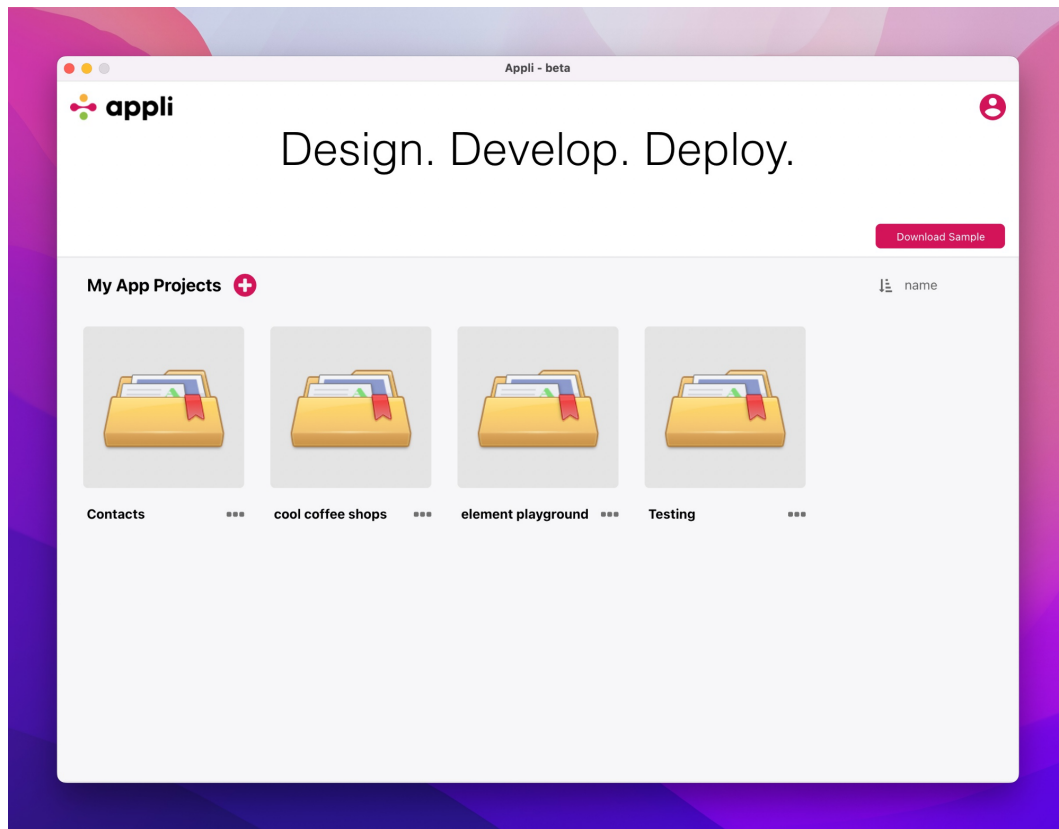 Appli - beta
appli
Design. Develop. Deploy.
Download Sample
My App Projects
name
Contacts
cool coffee shops
element playground
Testing